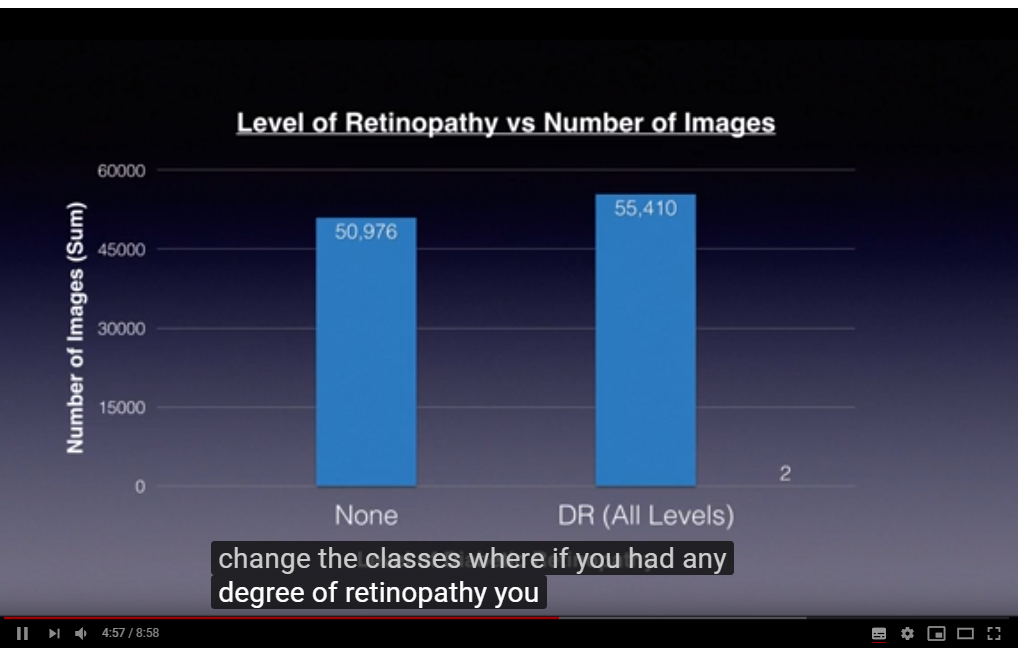 Level of Retinopathy vs Number of Images
Number of Images (Sum)
60000
45000
30000
15000
0
50,976
55,410
2
None
DR (All Levels)
change the classes where if you had any
degree of retinopathy you
4:57 / 8:58